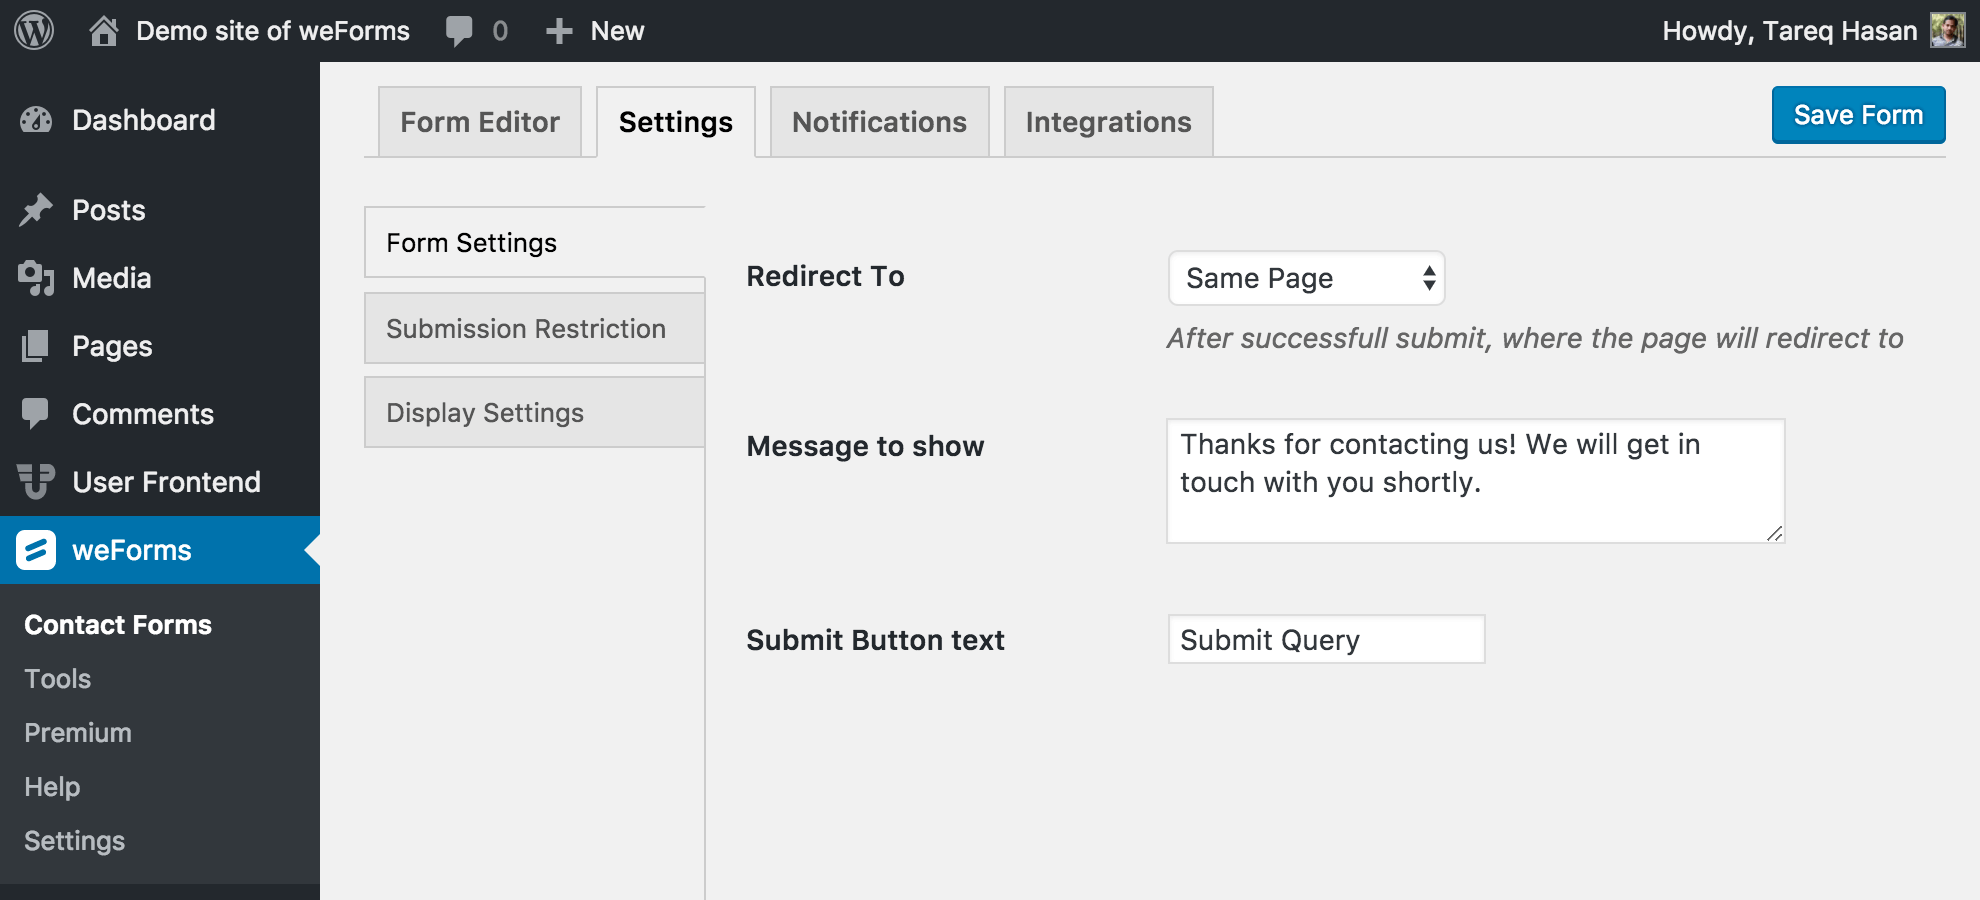 Demo site of weForms
0
New
Howdy, Tareq Hasan
Dashboard
Posts
Media
Pages
Comments
User Frontend
weForms
Contact Forms
Tools
Premium
Help
Settings
Form Editor
Settings
Notifications
Integrations
Save Form
Form Settings
Submission Restriction
Display Settings
Redirect To
Same Page
After successfull submit, where the page will redirect to
Message to show
Thanks for contacting us! We will get in
touch with you shortly.
Submit Button text
Submit Query